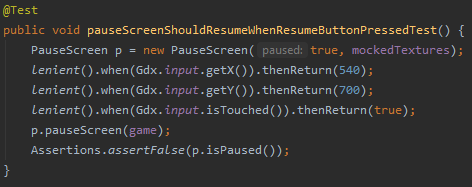 @Test
public void pauseScreenShouldResumeWhenResumeButtonPressedTest() {
PauseScreen p = new PauseScreen( paused: true, mockedTextures);
lenient().when(Gdx.input.getX()).thenReturn(540);
lenient().when(Gdx.input.getY()).thenReturn(700);
lenient().when(Gdx.input.isTouched()).thenReturn(true);
p.pauseScreen(game);
Assertions.assertFalse(p.isPaused());
}